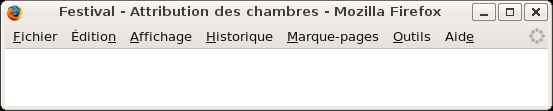 Festival - Attribution des chambres - Mozilla Firefox
Fichier Édition Affichage Historique Marque-pages Outils Aide